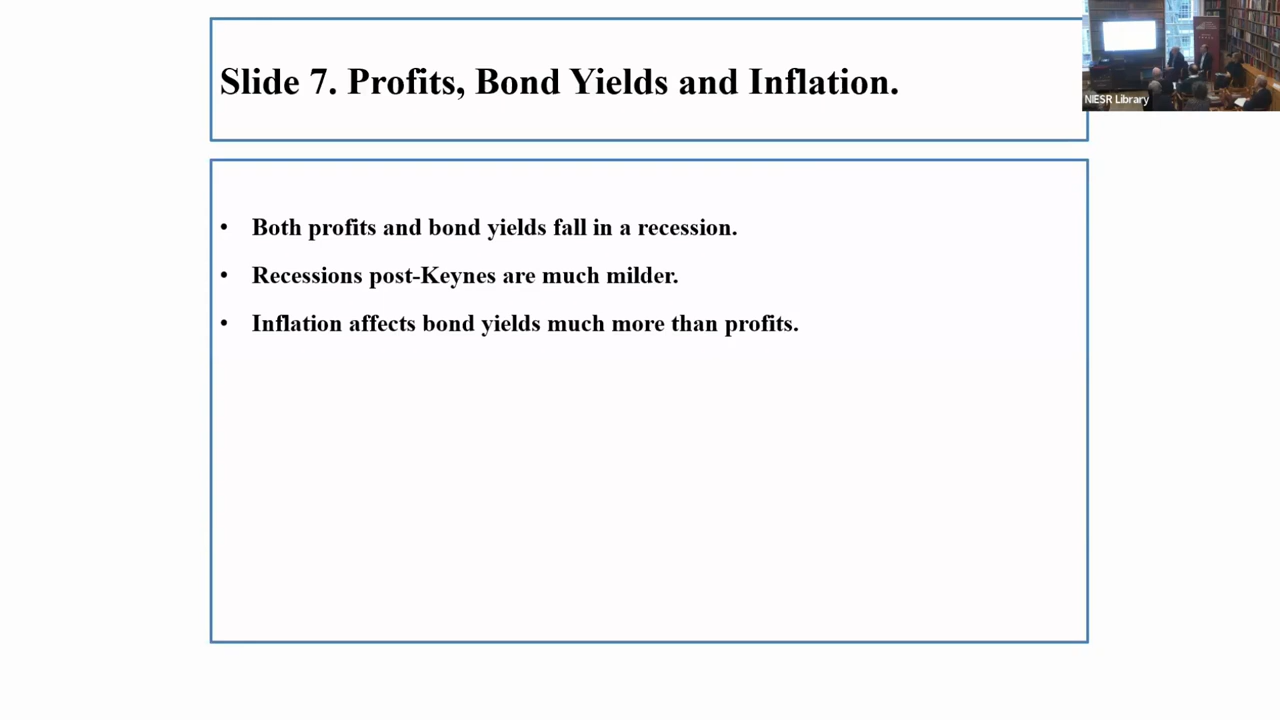 Slide 7. Profits, Bond Yields and Inflation.
NIESR Library
• Both profits and bond yields fall in a recession.
• Recessions post-Keynes are much milder.
• Inflation affects bond yields much more than profits.